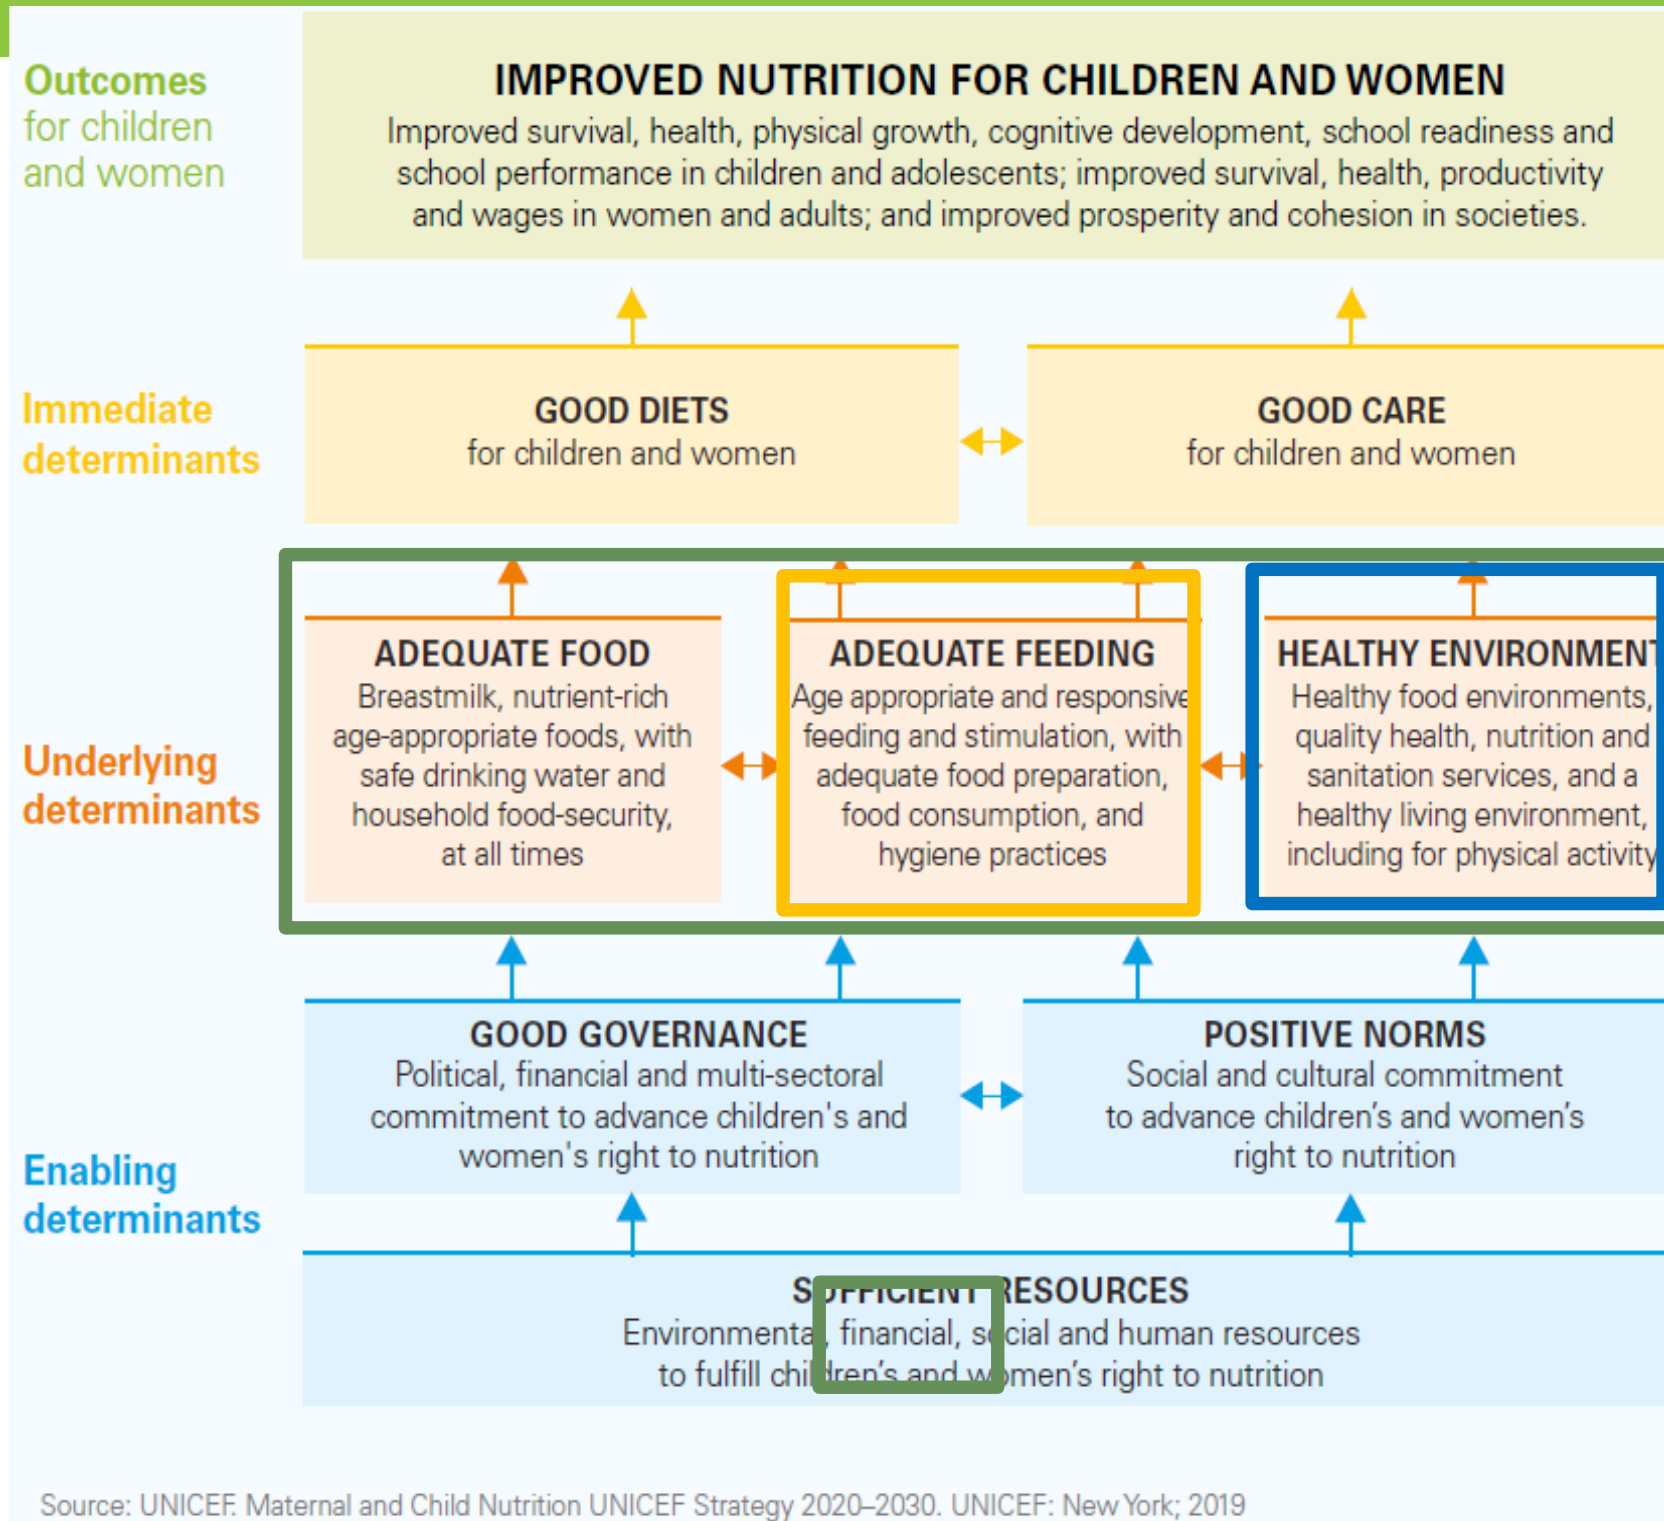 Outcomes
for children
and women
IMPROVED NUTRITION FOR CHILDREN AND WOMEN
Improved survival, health, physical growth, cognitive development, school readiness and
school performance in children and adolescents; improved survival, health, productivity
and wages in women and adults; and improved prosperity and cohesion in societies.
Immediate
determinants
GOOD DIETS
for children and women
GOOD CARE
for children and women
Underlying
determinants
ADEQUATE FOOD
Breastmilk, nutrient-rich
age-appropriate foods, with
safe drinking water and
household food-security,
at all times
ADEQUATE FEEDING
Age appropriate and responsive
feeding and stimulation, with
adequate food preparation,
food consumption, and
hygiene practices
HEALTHY ENVIRONMENT
Healthy food environments,
quality health, nutrition and
sanitation services, and a
healthy living environment,
including for physical activity
Enabling
determinants
GOOD GOVERNANCE
Political, financial and multi-sectoral
commitment to advance children's and
women's right to nutrition
POSITIVE NORMS
Social and cultural commitment
to advance children’s and women’s
right to nutrition
SUFFICIENT RESOURCES
Environmental, financial, social and human resources
to fulfill children’s and women’s right to nutrition
Source: UNICEF. Maternal and Child Nutrition UNICEF Strategy 2020–2030. UNICEF: New York; 2019